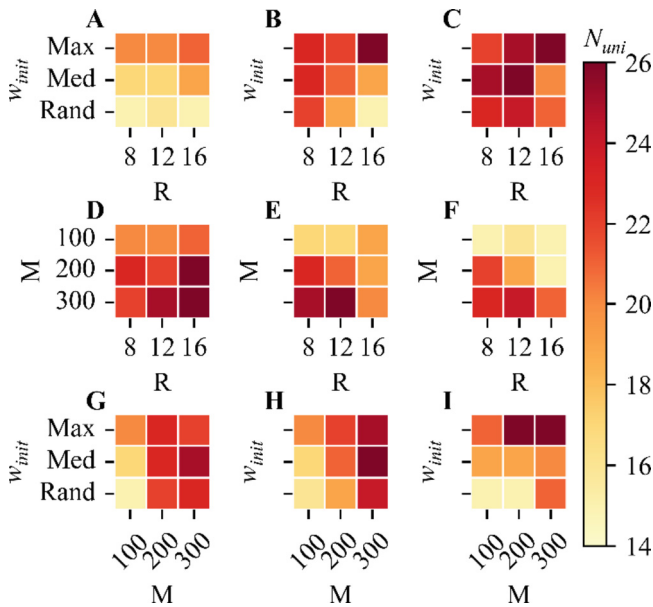 A B C N_uni
Max
Med
Rand
w_init w_init w_init
8 12 16 8 12 16 8 12 16
R R R
D E F
100
200
300
M M M
8 12 16 8 12 16 8 12 16
R R R
G H I
Max
Med
Rand
w_init w_init w_init
100 200 300 100 200 300 100 200 300
M M M
26
24
22
20
18
16
14